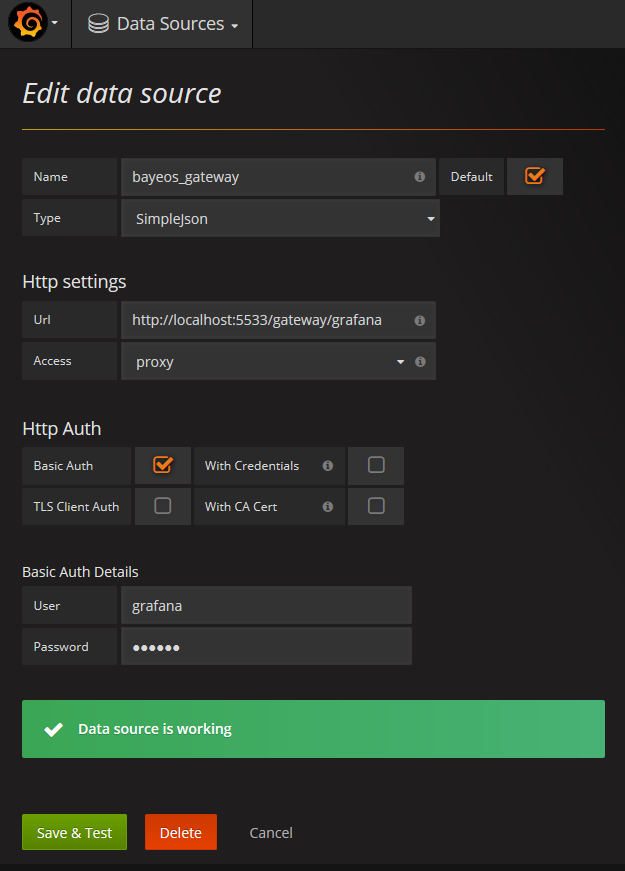 Data Sources
Edit data source
Name bayeos_gateway Default
Type SimpleJson
Http settings
Url http://localhost:5533/gateway/grafana
Access proxy
Http Auth
Basic Auth With Credentials
TLS Client Auth With CA Cert
Basic Auth Details
User grafana
Password ●●●●●●
Data source is working
Save & Test Delete Cancel